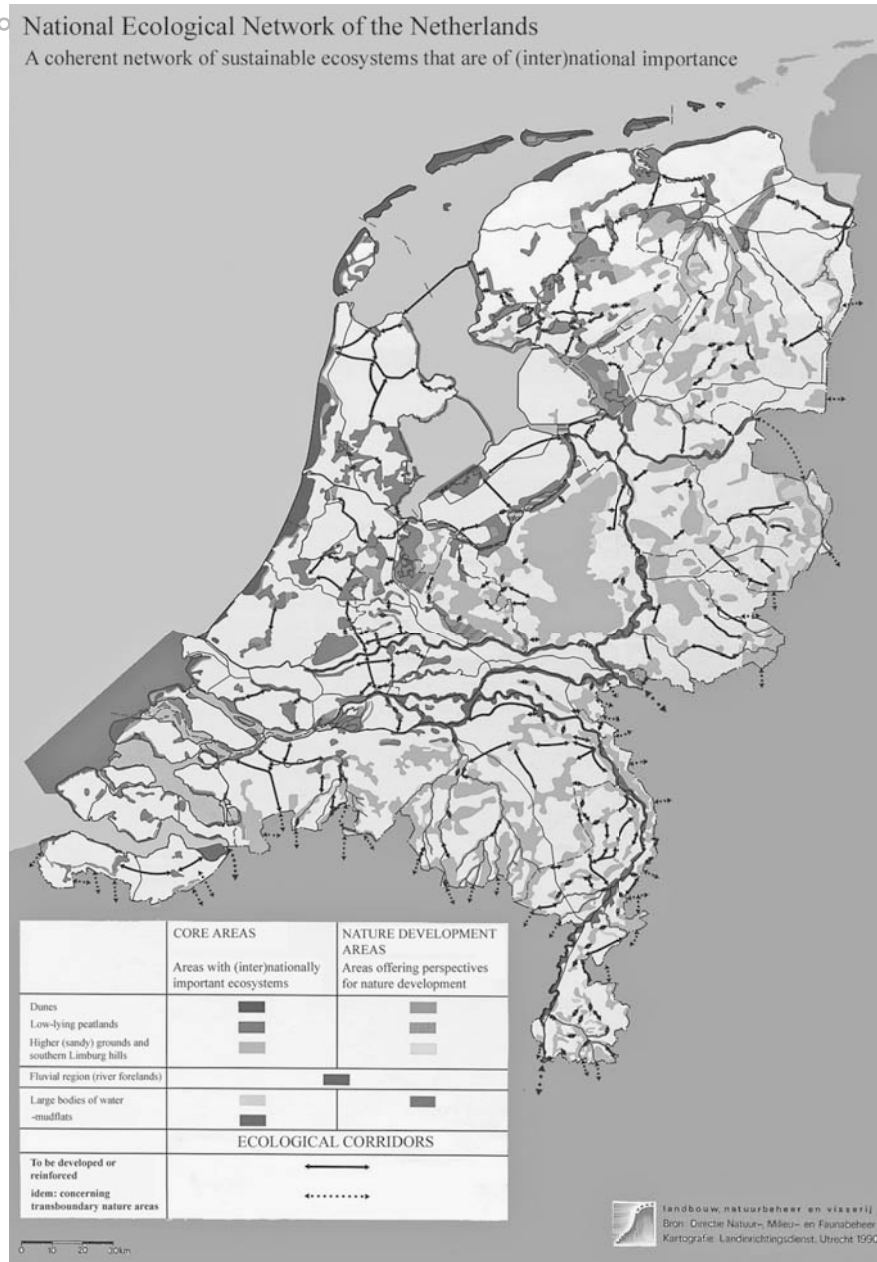 National Ecological Network of the Netherlands
A coherent network of sustainable ecosystems that are of (inter)national importance
CORE AREAS
Areas with (inter)nationally
important ecosystems
NATURE DEVELOPMENT
AREAS
Areas offering perspectives
for nature development
Dunes
Low-lying peatlands
Higher (sandy) grounds and
southern Limburg hills
Fluvial region (river forelands)
Large bodies of water
-mudflats
ECOLOGICAL CORRIDORS
To be developed or
reinforced
idem: concerning
transboundary nature areas
0 10 20 30km
landbouw, natuurbeheer en visserij
Bron: Directie Natuur-, Milieu- en Faunabeheer
Kartografie: Landinrichtingsdienst, Utrecht 1990